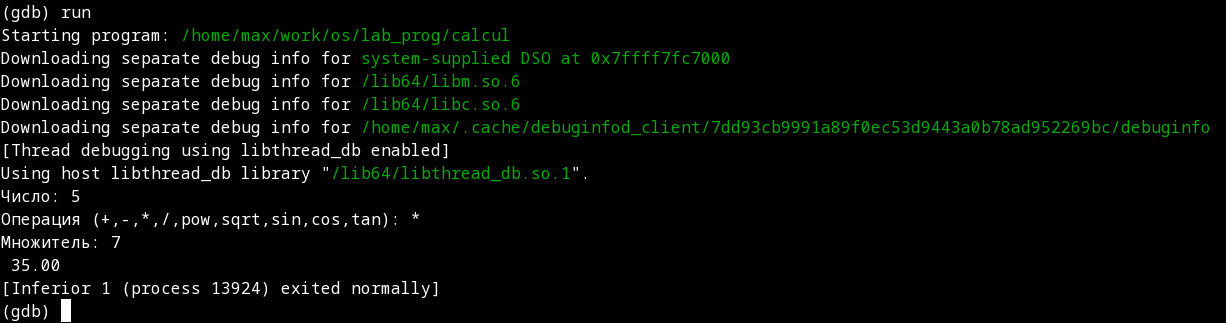 (gdb) run
Starting program: /home/max/work/os/lab_prog/calcul
Downloading separate debug info for system-supplied DSO at 0x7ffff7fc7000
Downloading separate debug info for /lib64/libm.so.6
Downloading separate debug info for /lib64/libc.so.6
Downloading separate debug info for /home/max/.cache/debuginfod_client/7dd93cb9991a89f0ec53d9443a0b78ad952269bc/debuginfo
[Thread debugging using libthread_db enabled]
Using host libthread_db library "/lib64/libthread_db.so.1".
Число: 5
Операция (+,-,*,/,pow,sqrt,sin,cos,tan): *
Множитель: 7
 35.00
[Inferior 1 (process 13924) exited normally]
(gdb)